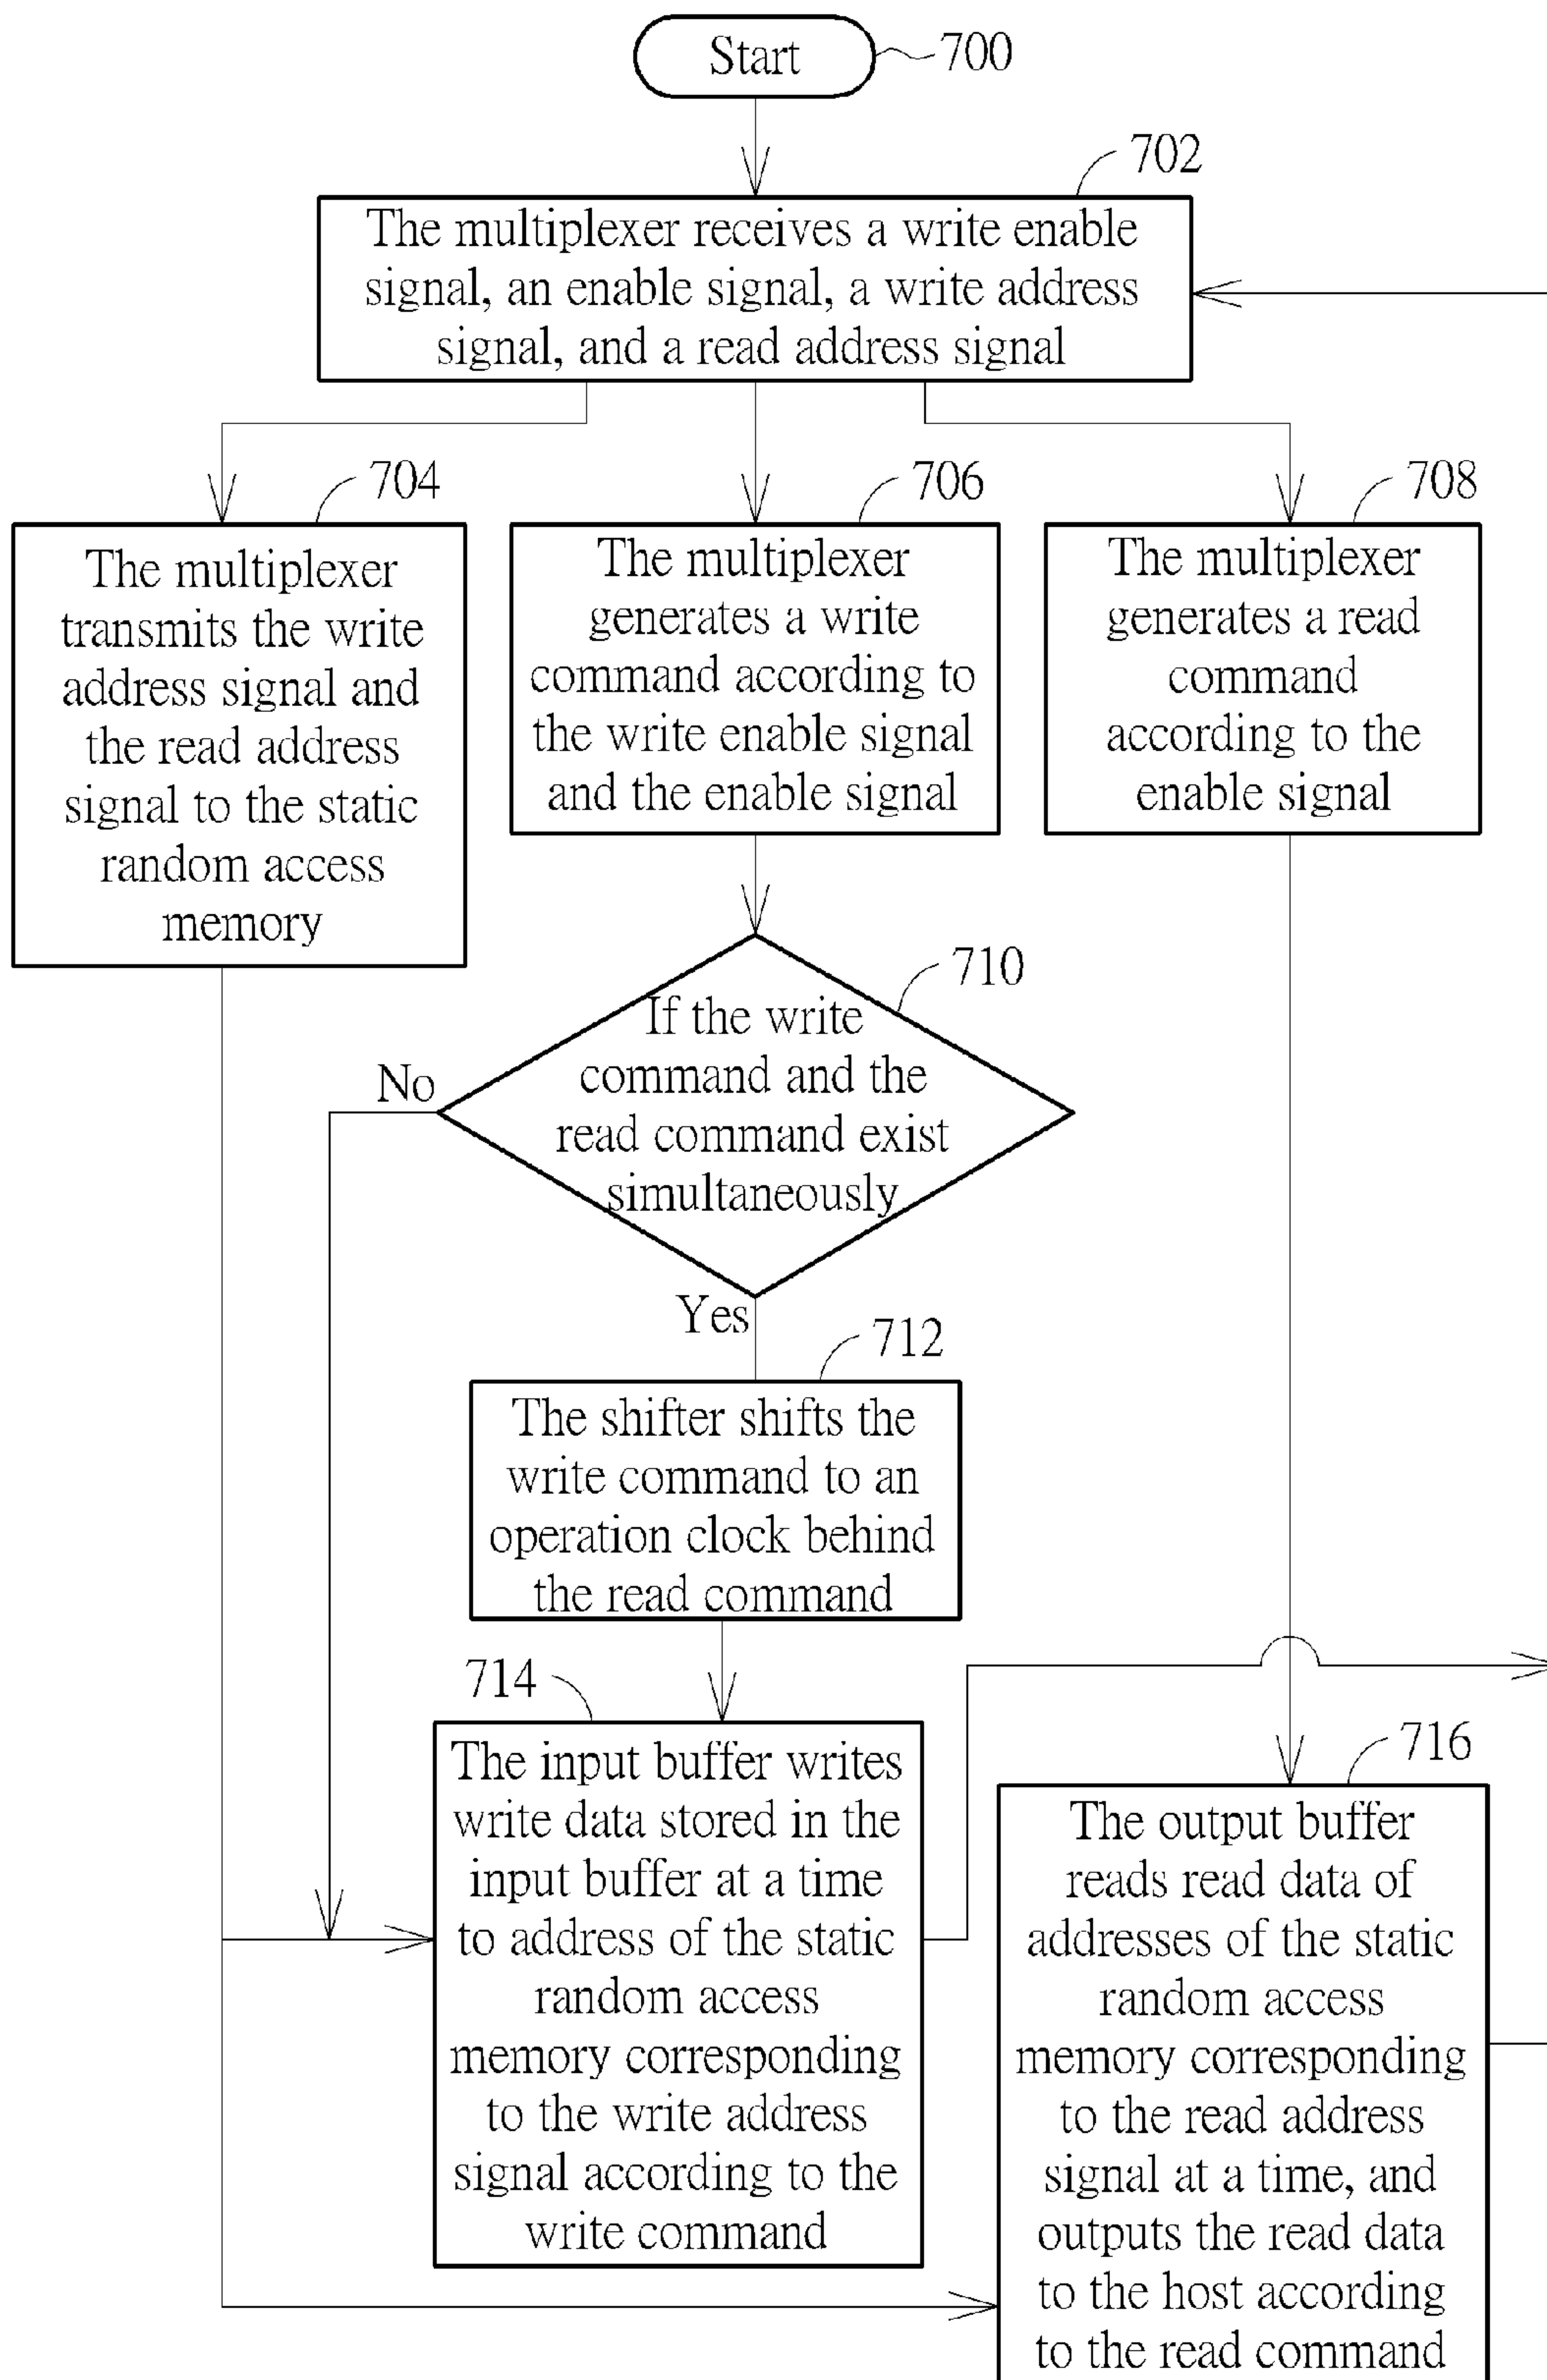 Start
700
702
The multiplexer receives a write enable
signal, an enable signal, a write address
signal, and a read address signal
704
The multiplexer
transmits the write
address signal and
the read address
signal to the static
random access
memory
706
The multiplexer
generates a write
command according to
the write enable signal
and the enable signal
708
The multiplexer
generates a read
command
according to the
enable signal
710
If the write
command and the
read command exist
simultaneously
No
Yes
712
The shifter shifts the
write command to an
operation clock behind
the read command
714
The input buffer writes
write data stored in the
input buffer at a time
to address of the static
random access
memory corresponding
to the write address
signal according to the
write command
716
The output buffer
reads read data of
addresses of the static
random access
memory corresponding
to the read address
signal at a time, and
outputs the read data
to the host according
to the read command